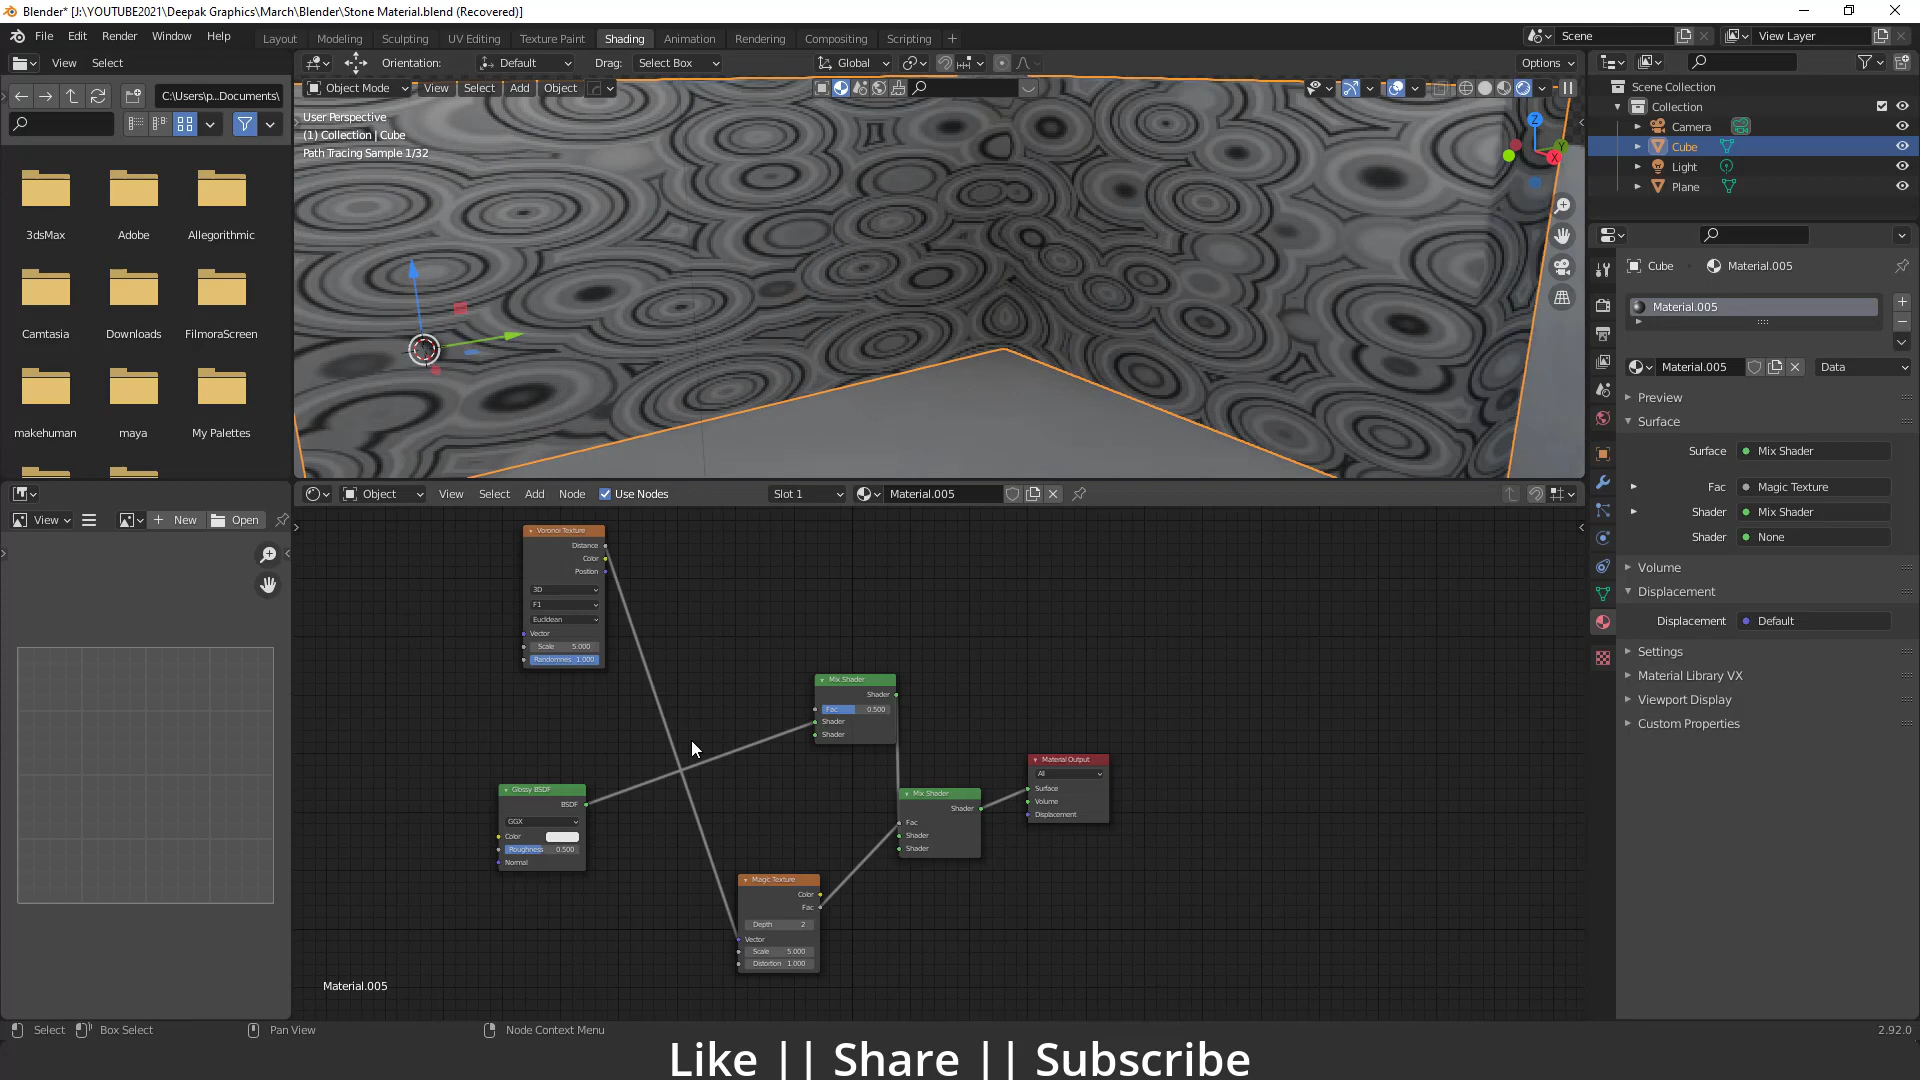 Blender* [J:\YOUTUBE2021\Deepak Graphics\March\Blender\Stone Material.blend (Recovered)]
File Edit Render Window Help
Layout Modeling Sculpting UV Editing Texture Paint Shading Animation Rendering Compositing Scripting +
Scene View Layer
View Select
Orientation: Default Drag: Select Box Global Options
C:\Users\p...Documents\
Object Mode View Select Add Object
User Perspective
(1) Collection | Cube
Path Tracing Sample 1/32
Z
Y
X
3dsMax Adobe Allegorithmic
Camtasia Downloads FilmoraScreen
makehuman maya My Palettes
Scene Collection
Collection
Camera
Cube
Light
Plane
Cube Material.005
Material.005
Material.005 Data
Preview
Surface
Surface Mix Shader
Fac Magic Texture
Shader Mix Shader
Shader None
Volume
Displacement
Displacement Default
Settings
Material Library VX
Viewport Display
Custom Properties
View New Open
Object View Select Add Node Use Nodes Slot 1 Material.005
Voronoi Texture
Distance
Color
Position
3D
F1
Euclidean
Vector
Scale 5.000
Randomnes 1.000
Mix Shader
Shader
Fac 0.500
Shader
Shader
Glossy BSDF
BSDF
GGX
Color
Roughness 0.500
Normal
Mix Shader
Shader
Fac
Shader
Shader
Material Output
All
Surface
Volume
Displacement
Magic Texture
Color
Fac
Depth 2
Vector
Scale 5.000
Distortion 1.000
Material.005
Select Box Select Pan View Node Context Menu 2.92.0
Like || Share || Subscribe